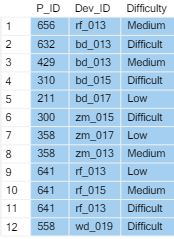 P_ID Dev_ID Difficulty
1 656 rf_013 Medium
2 632 bd_013 Difficult
3 429 bd_013 Medium
4 310 bd_015 Difficult
5 211 bd_017 Low
6 300 zm_015 Difficult
7 358 zm_017 Low
8 358 zm_013 Medium
9 641 rf_013 Low
10 641 rf_015 Medium
11 641 rf_013 Difficult
12 558 wd_019 Difficult